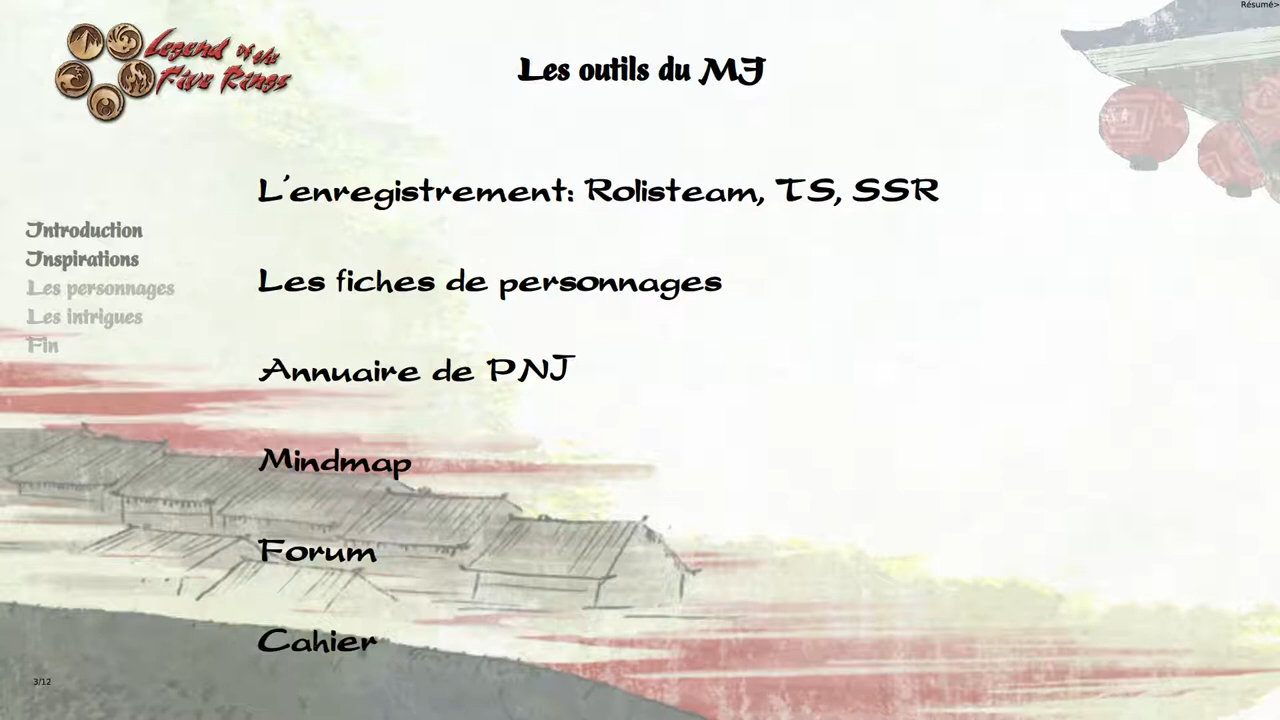 Résumé>
Legend of the
Five Rings
Les outils du MJ
L'enregistrement: Rolisteam, TS, SSR
Les fiches de personnages
Annuaire de PNJ
Mindmap
Forum
Cahier
Introduction
Inspirations
Les personnages
Les intrigues
Fin
3/12